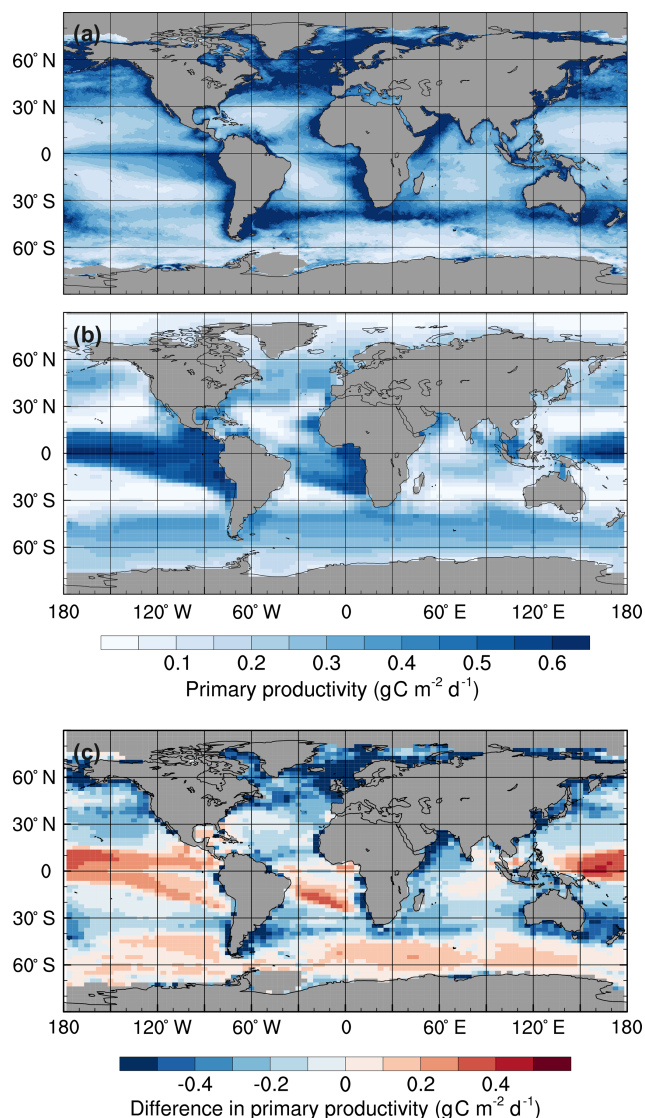 (a)
60° N
30° N
0
30° S
60° S
(b)
60° N
30° N
0
30° S
60° S
180 120° W 60° W 0 60° E 120° E 180
0.1 0.2 0.3 0.4 0.5 0.6
Primary productivity (gC m⁻² d⁻¹)
(c)
60° N
30° N
0
30° S
60° S
180 120° W 60° W 0 60° E 120° E 180
-0.4 -0.2 0 0.2 0.4
Difference in primary productivity (gC m⁻² d⁻¹)